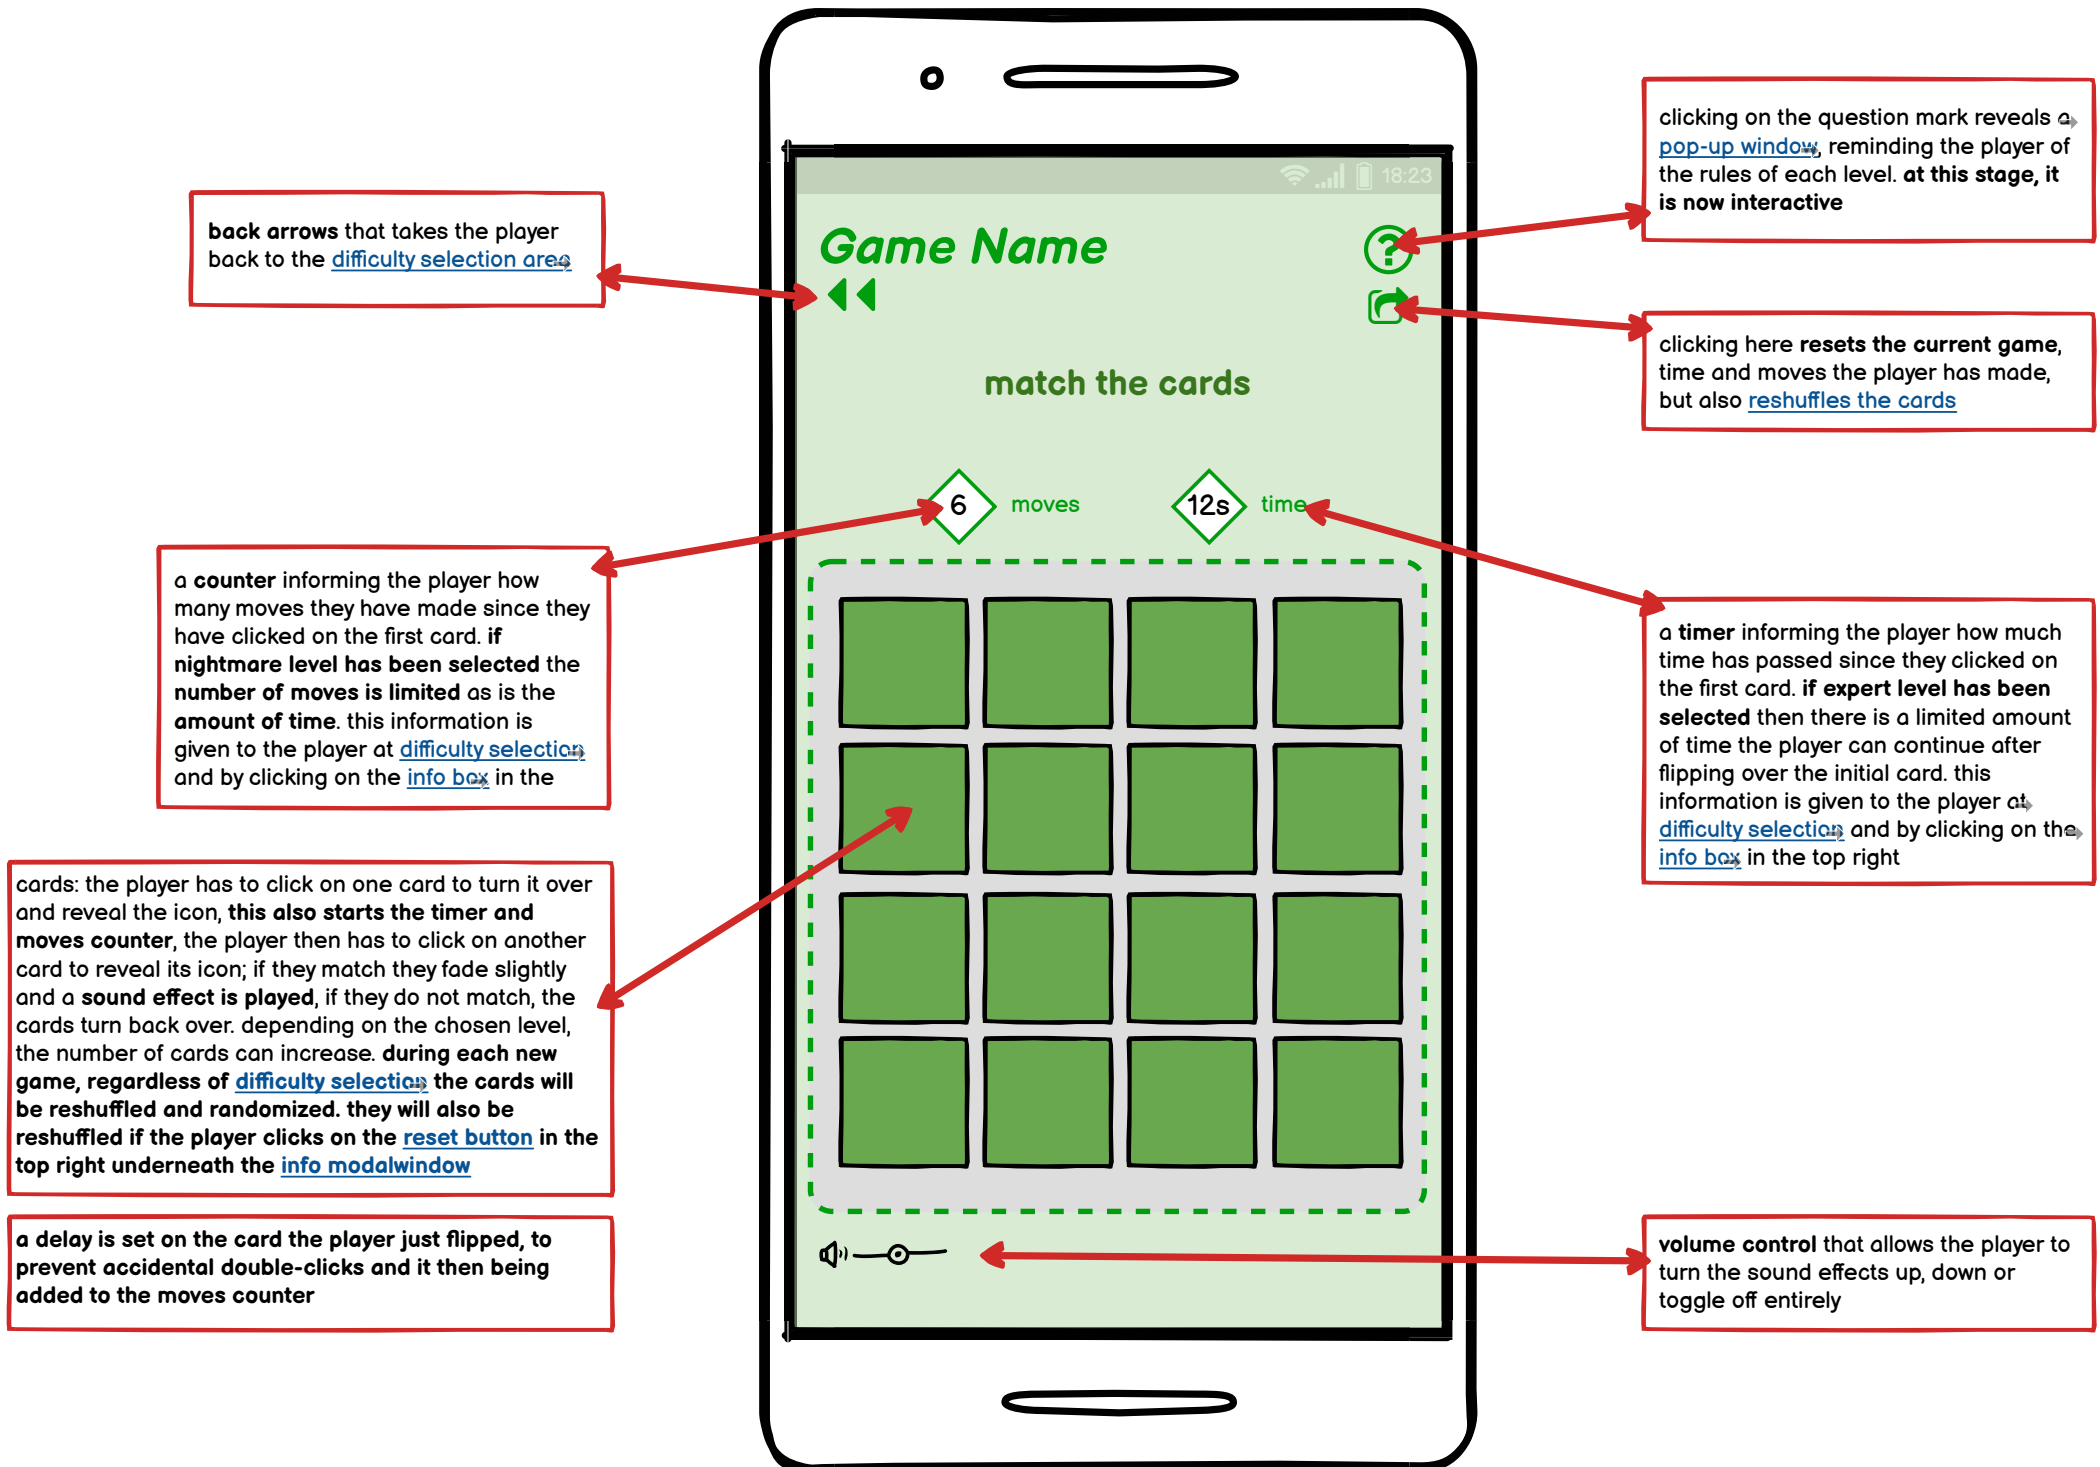 back arrows that takes the player
back to the difficulty selection area
a counter informing the player how
many moves they have made since they
have clicked on the first card. if
nightmare level has been selected the
number of moves is limited as is the
amount of time. this information is
given to the player at difficulty selection
and by clicking on the info box in the
cards: the player has to click on one card to turn it over
and reveal the icon, this also starts the timer and
moves counter, the player then has to click on another
card to reveal its icon; if they match they fade slightly
and a sound effect is played, if they do not match, the
cards turn back over. depending on the chosen level,
the number of cards can increase. during each new
game, regardless of difficulty selection the cards will
be reshuffled and randomized. they will also be
reshuffled if the player clicks on the reset button in the
top right underneath the info modalwindow
a delay is set on the card the player just flipped, to
prevent accidental double-clicks and it then being
added to the moves counter
18:23
Game Name
?
match the cards
6 moves
12s time
clicking on the question mark reveals a
pop-up window, reminding the player of
the rules of each level. at this stage, it
is now interactive
clicking here resets the current game,
time and moves the player has made,
but also reshuffles the cards
a timer informing the player how much
time has passed since they clicked on
the first card. if expert level has been
selected then there is a limited amount
of time the player can continue after
flipping over the initial card. this
information is given to the player at
difficulty selection and by clicking on the
info box in the top right
volume control that allows the player to
turn the sound effects up, down or
toggle off entirely